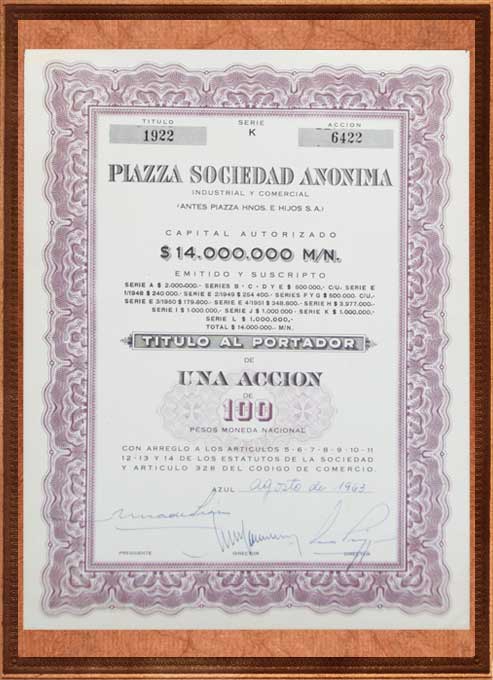 TITULO SERIE ACCION
1922 K 6422
PIAZZA SOCIEDAD ANONIMA
INDUSTRIAL Y COMERCIAL
(ANTES PIAZZA HNOS. E HIJOS S.A.)
CAPITAL AUTORIZADO
$ 14.000.000 M/N.
EMITIDO Y SUSCRIPTO
SERIE A $ 2.000.000.- SERIES B - C - D Y E $ 500.000,- C/U. SERIE E
1/1948 $ 240.000.- SERIE E 2/1949 $ 254.400.- SERIES F Y G $ 600.000. C/U.-
SERIE E 3/1950 $ 179.800.- SERIE E 4/1951 $ 348.800.- SERIE H $ 3.977.000-
SERIE I $ 1.000.000,- SERIE J $ 1.000.000 SERIE K $ 1.000.000.-
SERIE L $ 1,000,000,-
TOTAL $ 14.000.000- M/N.
TITULO AL PORTADOR
DE
UNA ACCION
DE
100
PESOS MONEDA NACIONAL
CON ARREGLO A LOS ARTICULOS 5-6-7-8-9-10-11
12-13 Y 14 DE LOS ESTATUTOS DE LA SOCIEDAD
Y ARTICULO 328 DEL CODIGO DE COMERCIO.
AZUL Agosto de 1963
PRESIDENTE DIRECTOR DIRECTOR